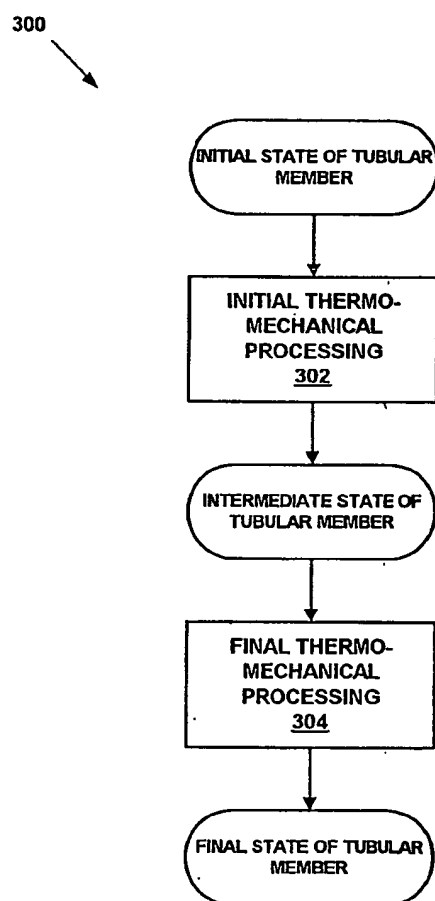 300
INITIAL STATE OF TUBULAR
MEMBER
INITIAL THERMO-
MECHANICAL
PROCESSING
302
INTERMEDIATE STATE OF
TUBULAR MEMBER
FINAL THERMO-
MECHANICAL
PROCESSING
304
FINAL STATE OF TUBULAR
MEMBER